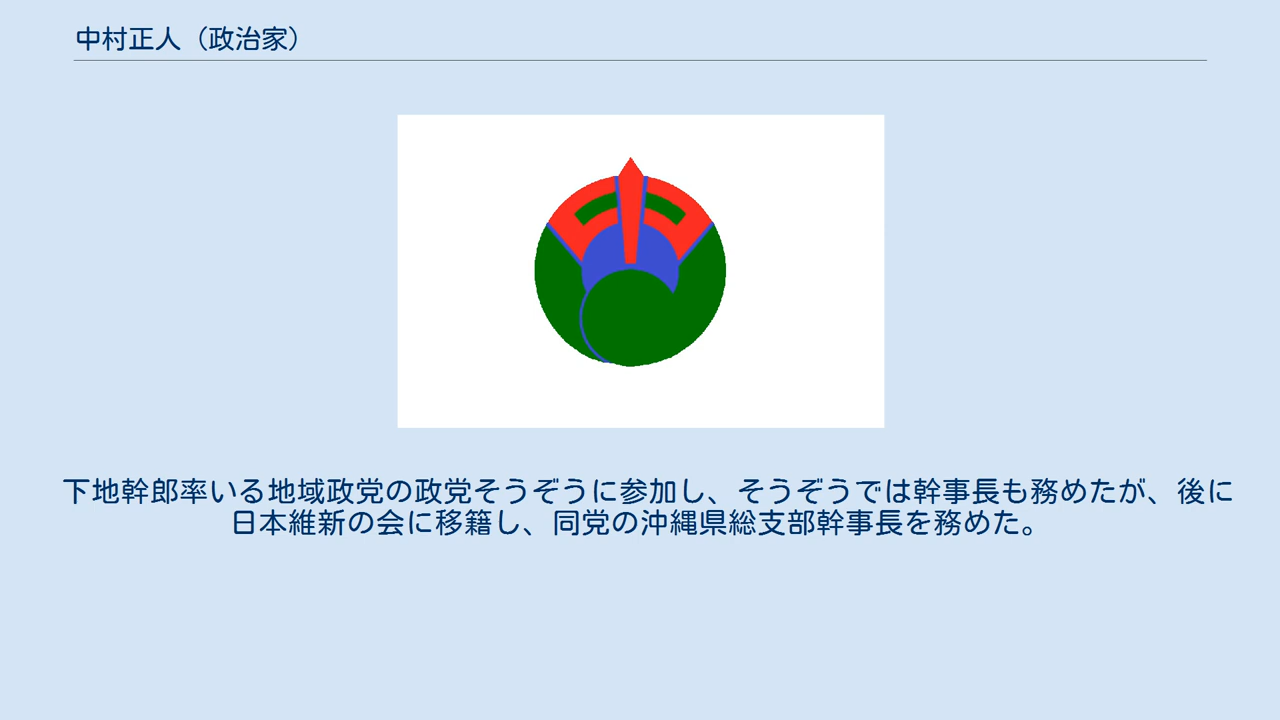 中村正人（政治家）
下地幹郎率いる地域政党の政党そうぞうに参加し、そうぞうでは幹事長も務めたが、後に
日本維新の会に移籍し、同党の沖縄県総支部幹事長を務めた。